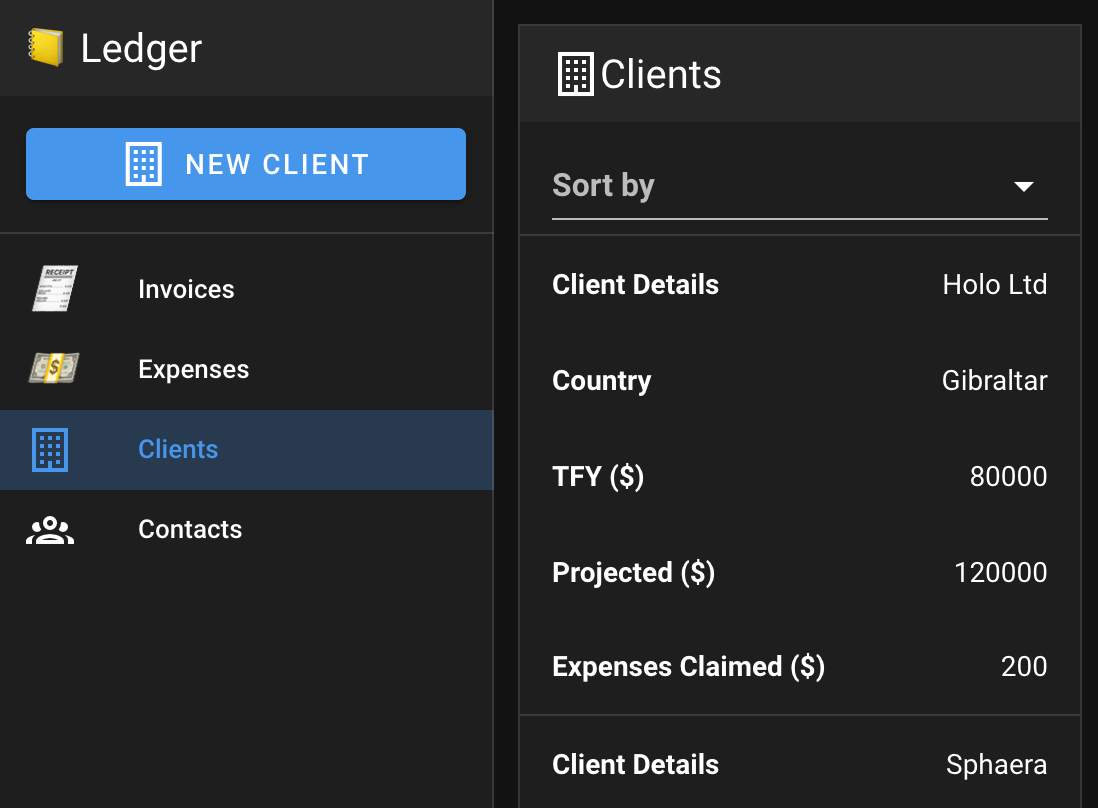 Ledger
NEW CLIENT
RECEIPT
Invoices
Expenses
Clients
Contacts
Clients
Sort by
Client Details Holo Ltd
Country Gibraltar
TFY ($) 80000
Projected ($) 120000
Expenses Claimed ($) 200
Client Details Sphaera